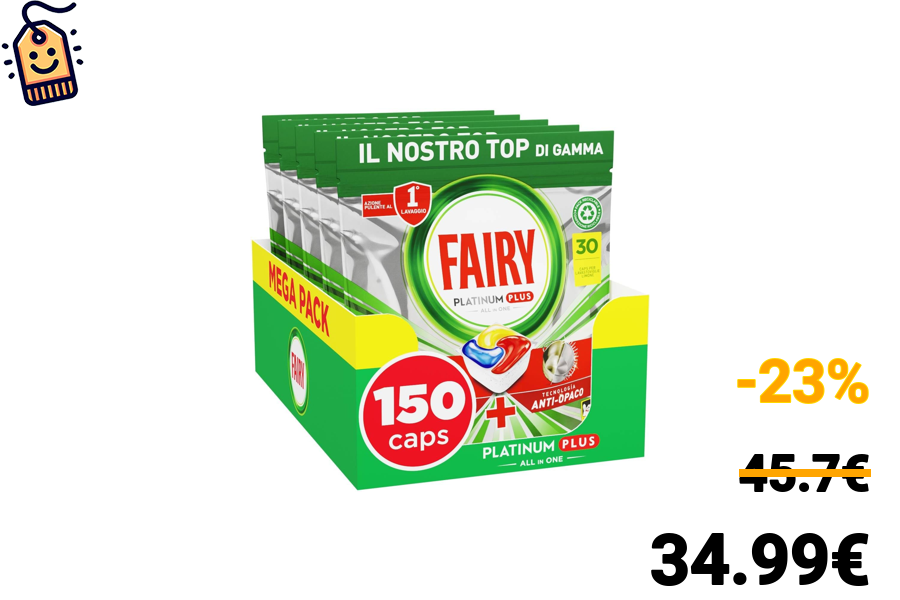 IL NOSTRO TOP DI GAMMA
AZIONE
PULENTE AL
1°
LAVAGGIO
FAIRY
PLATINUM PLUS
ALL IN ONE
30
MEGA PACK
FAIRY
150
caps
+
TECNOLOGIA
ANTI-OPACO
PLATINUM PLUS
ALL IN ONE
-23%
45.7€
34.99€